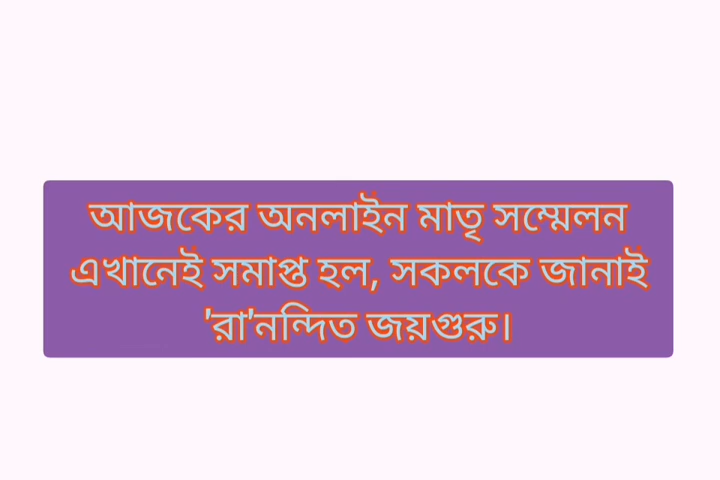 আজকের অনলাইন মাতৃ সম্মেলন
এখানেই সমাপ্ত হল, সকলকে জানাই
'রা'নন্দিত জয়গুরু।